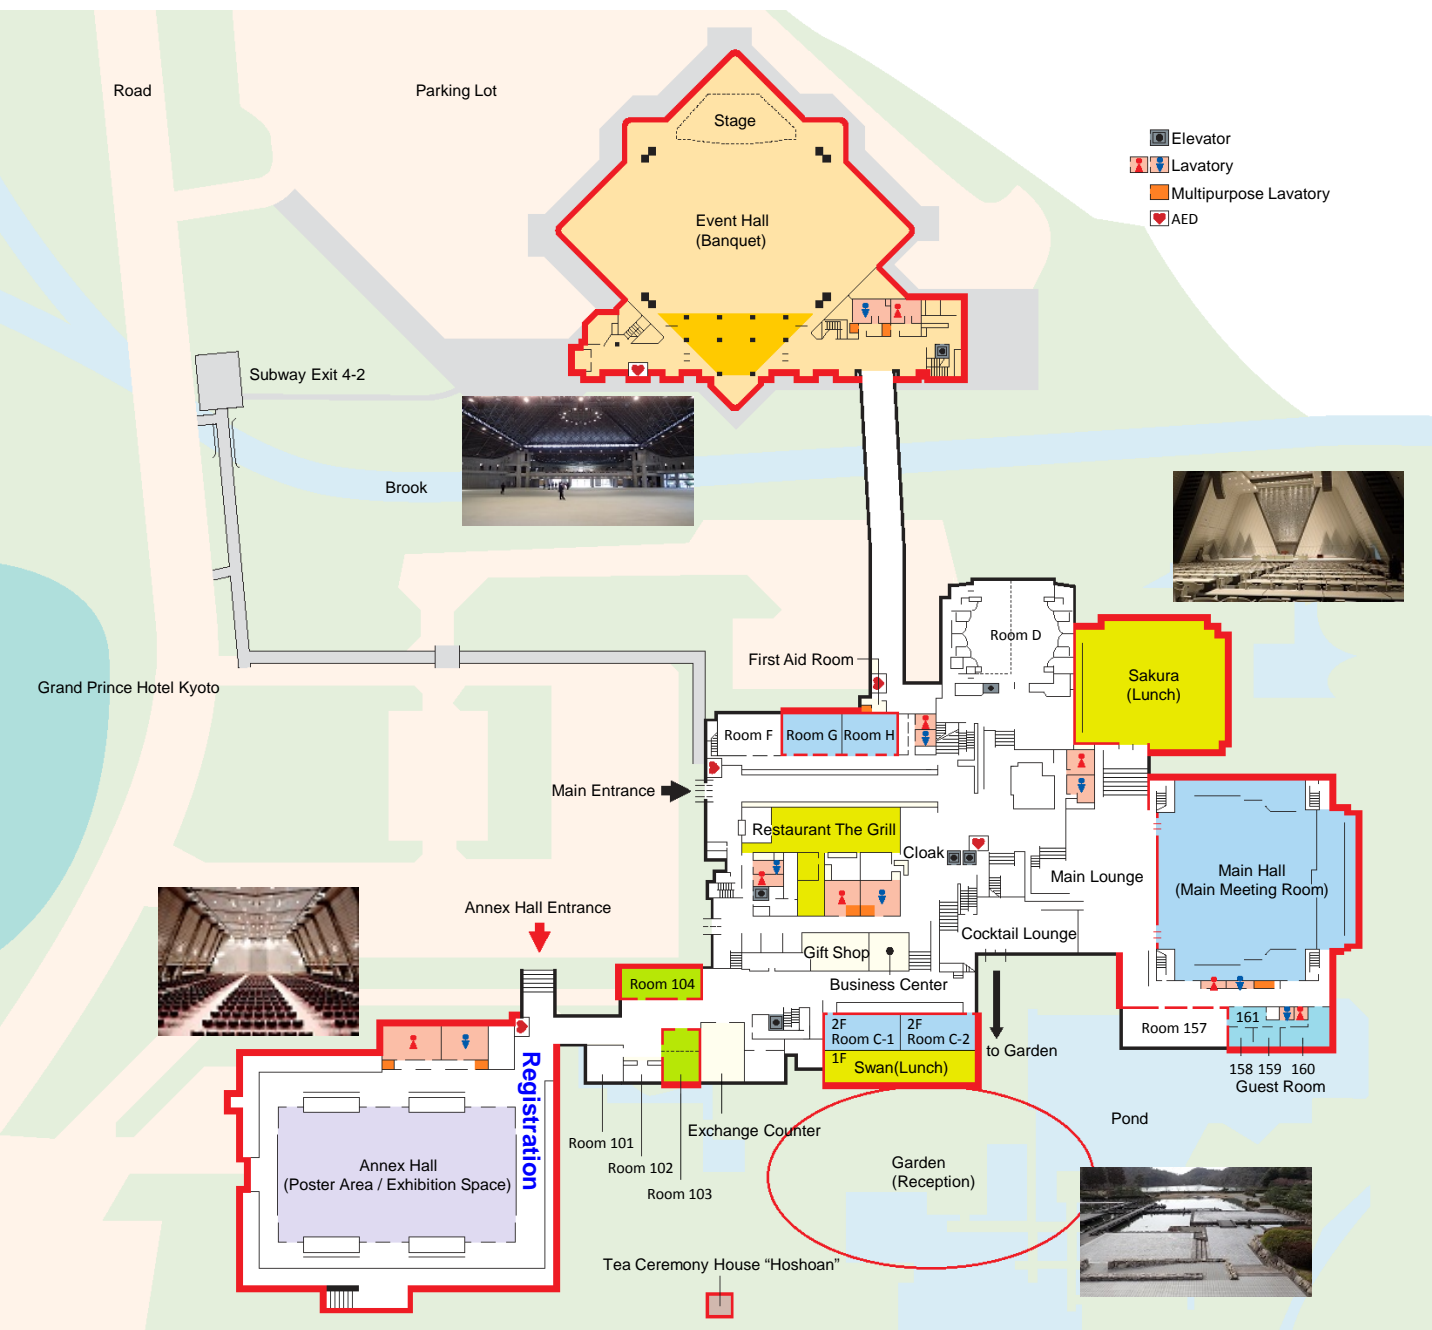 Road
Parking Lot
Stage
Elevator
Lavatory
Multipurpose Lavatory
AED
Event Hall
(Banquet)
Subway Exit 4-2
Brook
Room D
First Aid Room
Sakura
(Lunch)
Grand Prince Hotel Kyoto
Room F
Room G
Room H
Main Entrance
Restaurant The Grill
Cloak
Main Lounge
Main Hall
(Main Meeting Room)
Annex Hall Entrance
Cocktail Lounge
Gift Shop
Business Center
Room 104
2F
Room C-1
2F
Room C-2
161
Room 157
to Garden
1F
Swan(Lunch)
158 159 160
Guest Room
Registration
Pond
Exchange Counter
Room 101
Room 102
Room 103
Annex Hall
(Poster Area / Exhibition Space)
Garden
(Reception)
Tea Ceremony House “Hoshoan”